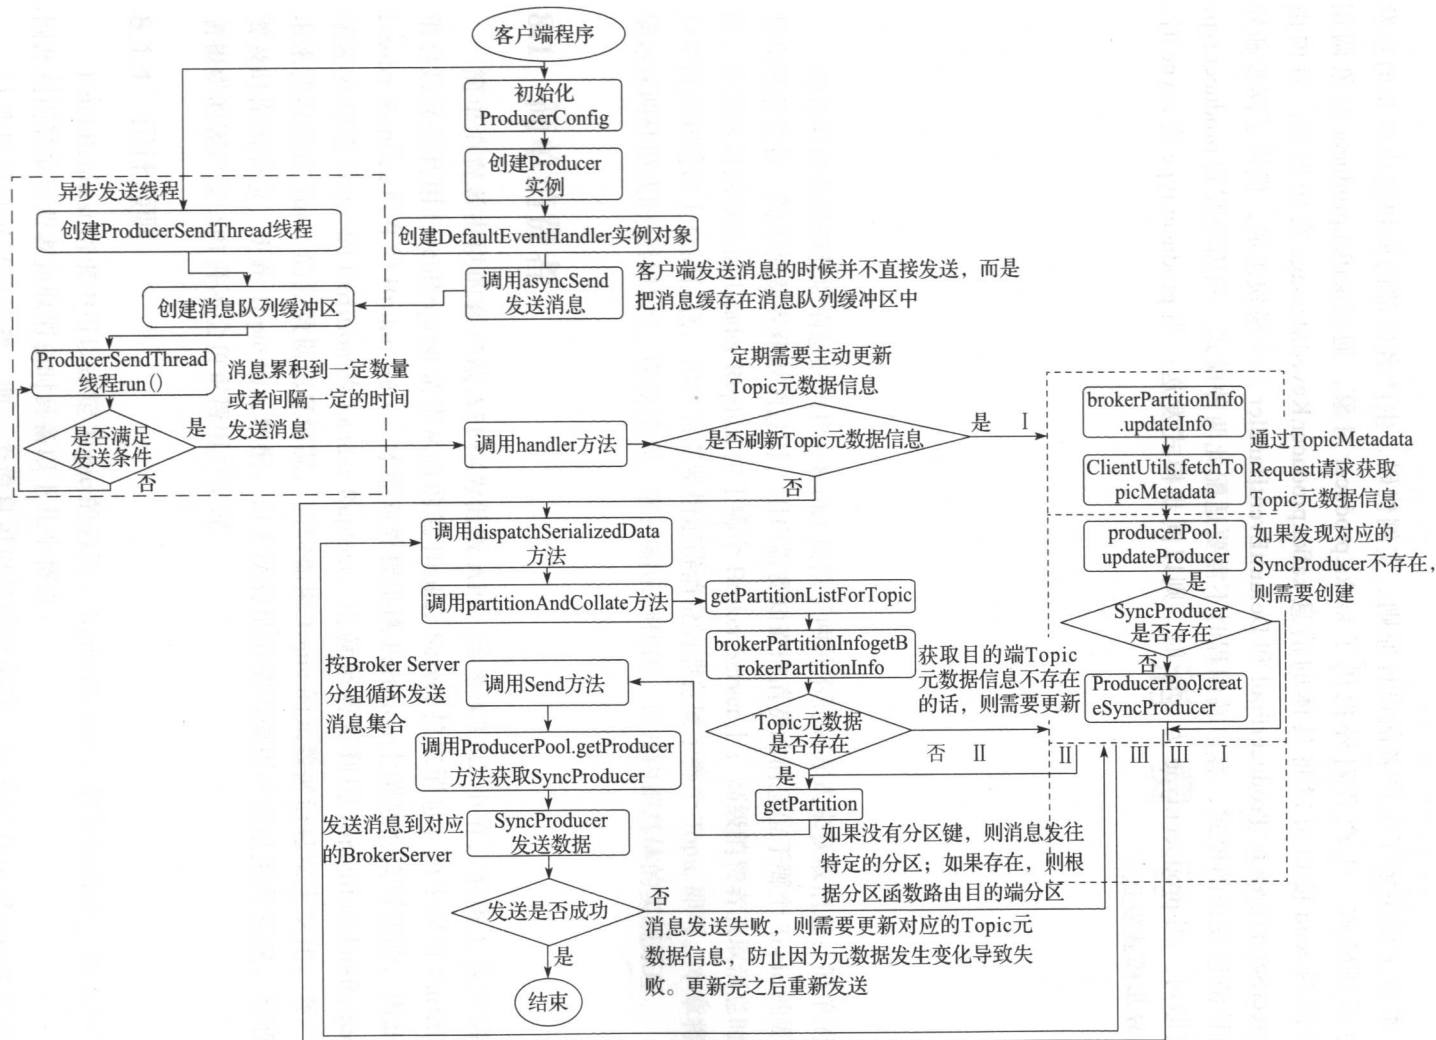 客户端程序
初始化
ProducerConfig
创建Producer
实例
异步发送线程
创建ProducerSendThread线程
创建DefaultEventHandler实例对象
调用asyncSend
发送消息
客户端发送消息的时候并不直接发送，而是
把消息缓存在消息队列缓冲区中
创建消息队列缓冲区
ProducerSendThread
线程run()
消息累积到一定数量
或者间隔一定的时间
发送消息
是否满足
发送条件
是
否
调用handler方法
定期需要主动更新
Topic元数据信息
是否刷新Topic元数据信息
是 Ⅰ
否
brokerPartitionInfo
.updateInfo
ClientUtils.fetchTo
picMetadata
通过TopicMetadata
Request请求获取
Topic元数据信息
producerPool.
updateProducer
如果发现对应的
SyncProducer不存在，
则需要创建
是
SyncProducer
是否存在
否
ProducerPool.creat
eSyncProducer
调用dispatchSerializedData
方法
调用partitionAndCollate方法
getPartitionListForTopic
brokerPartitionInfogetB
rokerPartitionInfo
获取目的端Topic
元数据信息不存在
的话，则需要更新
Topic元数据
是否存在
否 Ⅱ
Ⅱ Ⅲ Ⅲ Ⅰ
是
getPartition
如果没有分区键，则消息发往
特定的分区；如果存在，则根
据分区函数路由目的端分区
按Broker Server
分组循环发送
消息集合
调用Send方法
调用ProducerPool.getProducer
方法获取SyncProducer
发送消息到对应
的BrokerServer
SyncProducer
发送数据
发送是否成功
否
消息发送失败，则需要更新对应的Topic元
数据信息，防止因为元数据发生变化导致失
败。更新完之后重新发送
是
结束